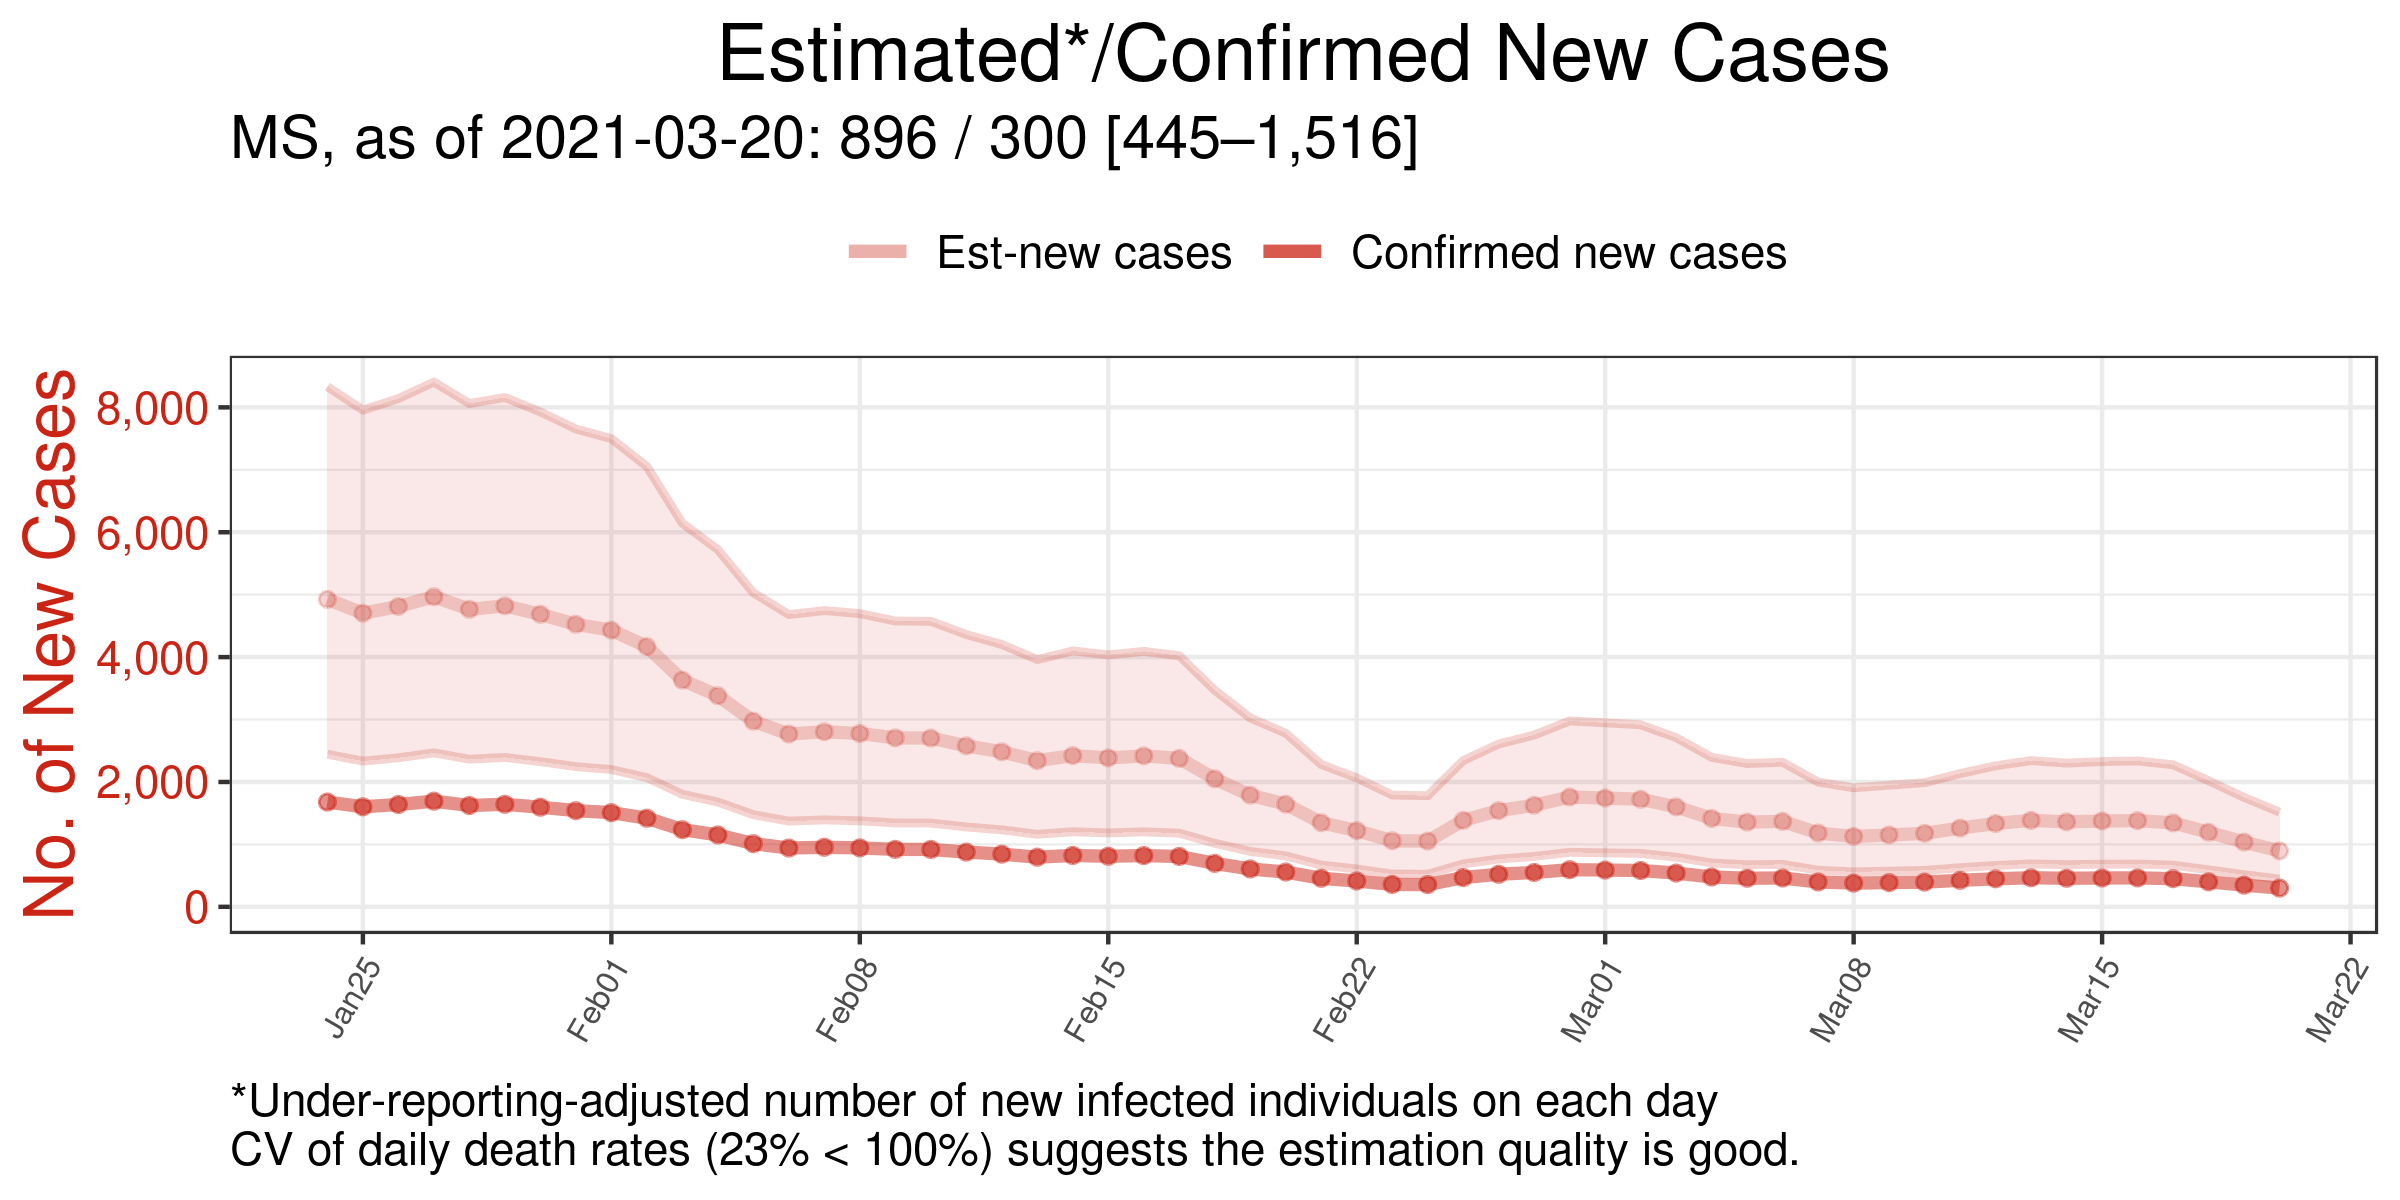 Estimated*/Confirmed New Cases
MS, as of 2021-03-20: 896 / 300 [445–1,516]
Est-new cases
Confirmed new cases
No. of New Cases
8,000
6,000
4,000
2,000
0
Jan25
Feb01
Feb08
Feb15
Feb22
Mar01
Mar08
Mar15
Mar22
*Under-reporting-adjusted number of new infected individuals on each day
CV of daily death rates (23% < 100%) suggests the estimation quality is good.